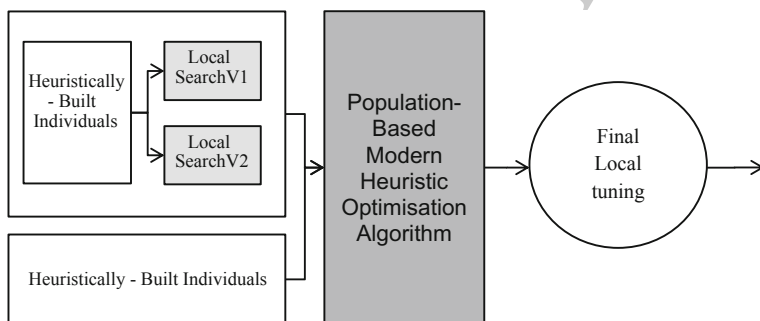 Heuristically
- Built
Individuals
Local
SearchV1
Local
SearchV2
Heuristically - Built Individuals
Population-
Based
Modern
Heuristic
Optimisation
Algorithm
Final
Local
tuning